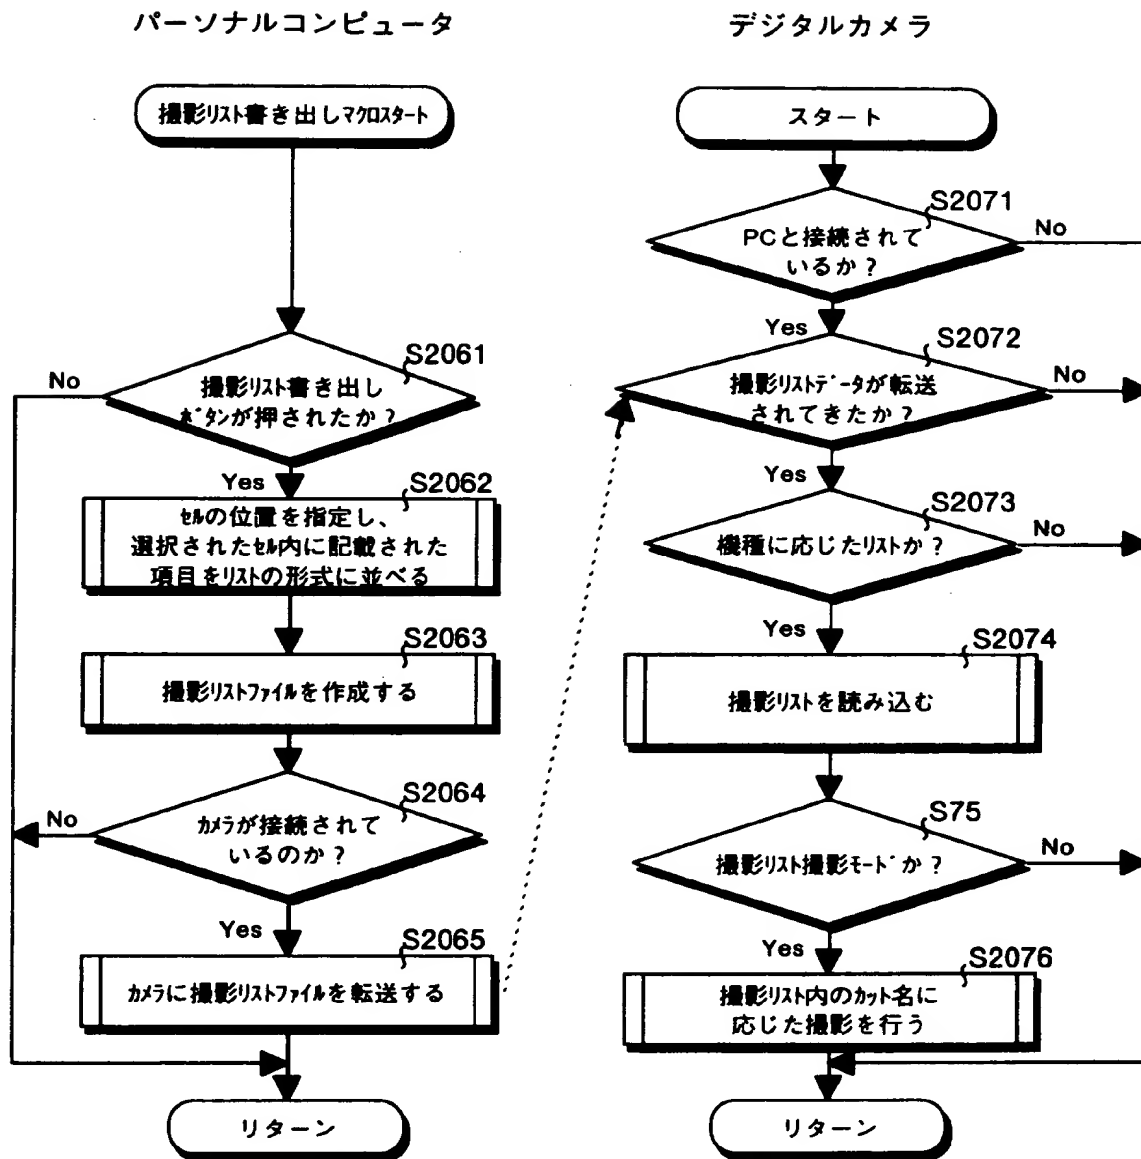 パーソナルコンピュータ
撮影リスト書き出しマクロスタート
S2061
No
撮影リスト書き出し
ボタンが押されたか?
Yes
S2062
セルの位置を指定し、
選択されたセル内に記載された
項目をリストの形式に並べる
S2063
撮影リストファイルを作成する
S2064
No
カメラが接続されて
いるのか?
Yes
S2065
カメラに撮影リストファイルを転送する
リターン
デジタルカメラ
スタート
S2071
PCと接続されて
いるか?
No
Yes
S2072
撮影リストデータが転送
されてきたか?
No
Yes
S2073
機種に応じたリストか?
No
Yes
S2074
撮影リストを読み込む
S75
撮影リスト撮影モードか?
No
Yes
S2076
撮影リスト内のカット名に
応じた撮影を行う
リターン